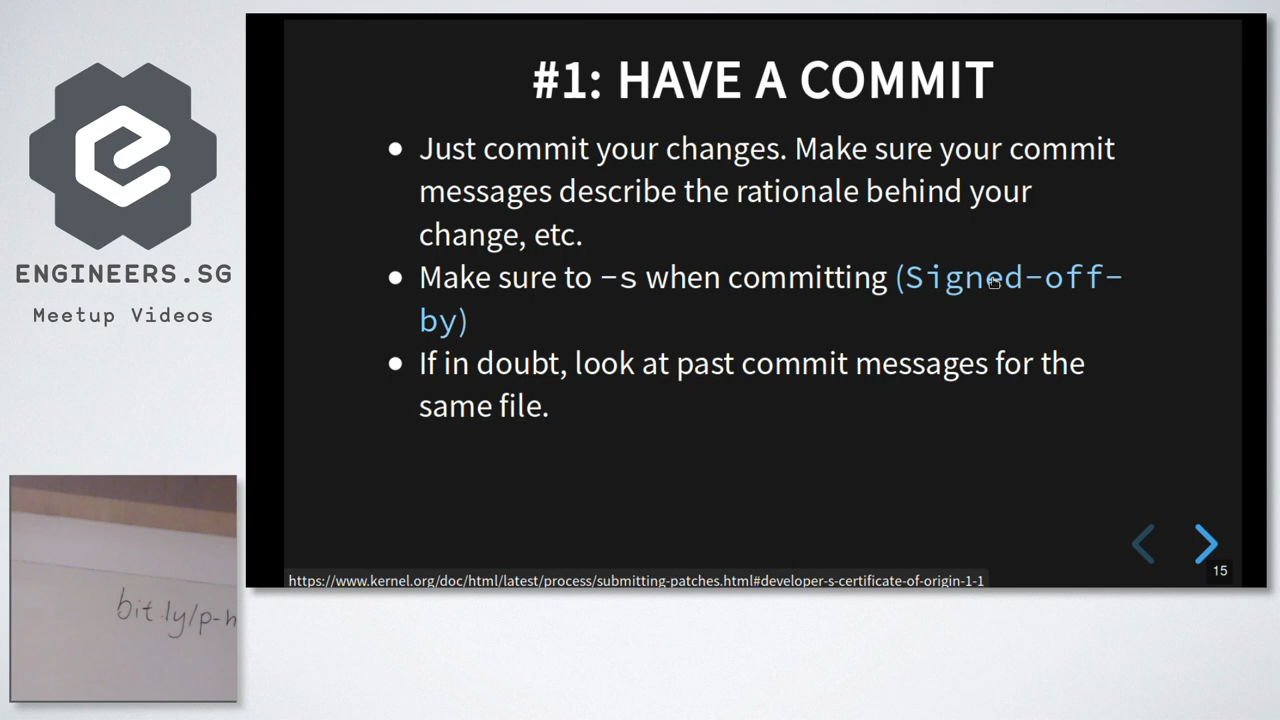 #1: HAVE A COMMIT
Just commit your changes. Make sure your commit
messages describe the rationale behind your
change, etc.
Make sure to -s when committing (Signed-off-
by)
If in doubt, look at past commit messages for the
same file.
15
https://www.kernel.org/doc/html/latest/process/submitting-patches.html#developer-s-certificate-of-origin-1-1
ENGINEERS.SG
Meetup Videos
bit.ly/p-h